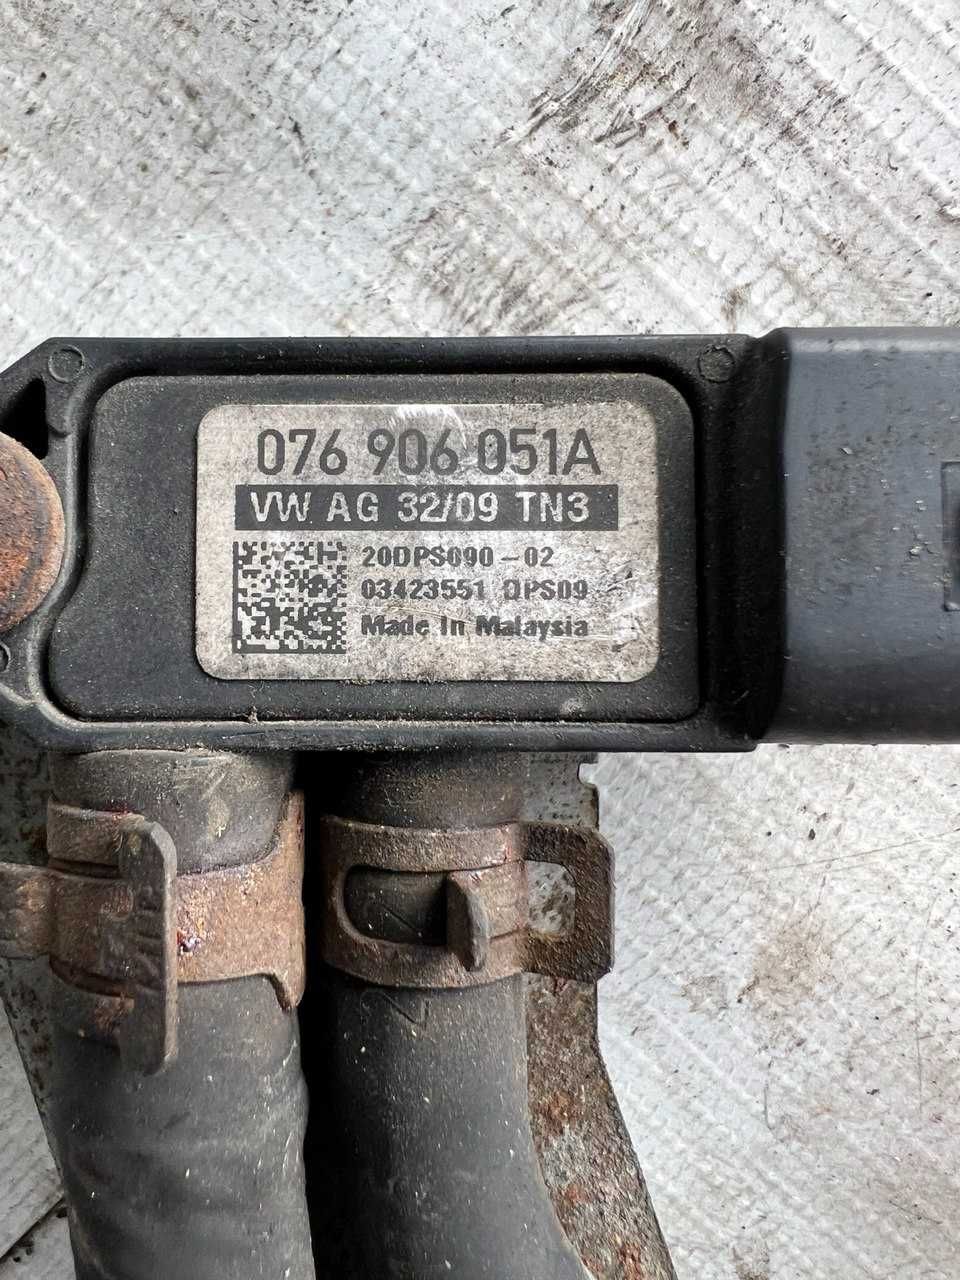 076 906 051A
VW AG 32/09 TN3
20DPS090-02
03423551 DPS09
Made In Malaysia